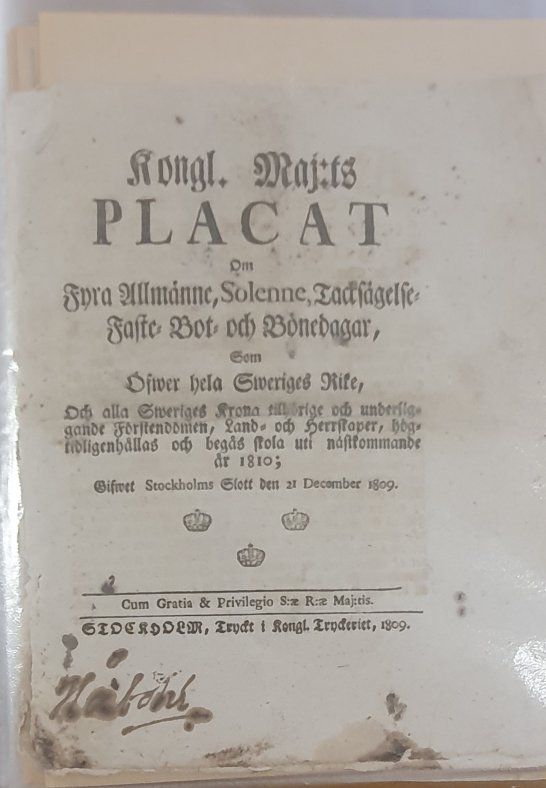 Kongl. Maj:ts
PLACAT
Om
Fyra Allmänne, Solenne, Tacksägelse-
Faste- Bot- och Bönedagar,
Som
Öfwer hela Sweriges Rike,
Och alla Sweriges Krona tillhörige och underlig-
gande Förstendömen, Land- och Herrskaper, hög-
tidligenhållas och begås skola uti nästkommande
år 1810;
Gifwet Stockholms Slott den 21 December 1809.
Cum Gratia & Privilegio S:æ R:æ Maj:tis.
STOCKHOLM, Tryckt i Kongl. Tryckeriet, 1809.